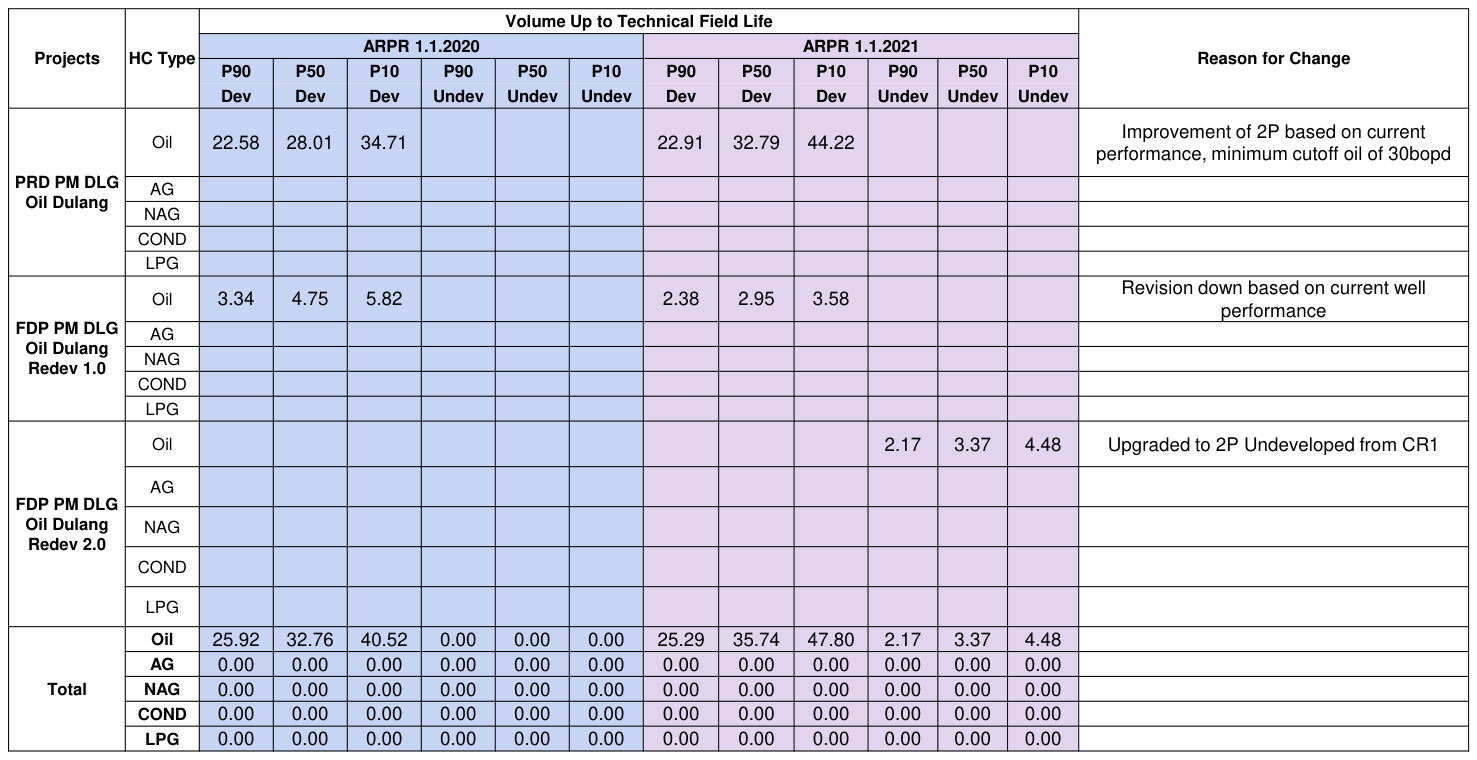 Volume Up to Technical Field Life
Projects HC Type ARPR 1.1.2020 ARPR 1.1.2021 Reason for Change
P90 P50 P10 P90 P50 P10 P90 P50 P10 P90 P50 P10
Dev Dev Dev Undev Undev Undev Dev Dev Dev Undev Undev Undev
PRD PM DLG
Oil Dulang
Oil 22.58 28.01 34.71 22.91 32.79 44.22 Improvement of 2P based on current
performance, minimum cutoff oil of 30bopd
AG
NAG
COND
LPG
FDP PM DLG
Oil Dulang
Redev 1.0
Oil 3.34 4.75 5.82 2.38 2.95 3.58 Revision down based on current well
performance
AG
NAG
COND
LPG
FDP PM DLG
Oil Dulang
Redev 2.0
Oil 2.17 3.37 4.48 Upgraded to 2P Undeveloped from CR1
AG
NAG
COND
LPG
Total
Oil 25.92 32.76 40.52 0.00 0.00 0.00 25.29 35.74 47.80 2.17 3.37 4.48
AG 0.00 0.00 0.00 0.00 0.00 0.00 0.00 0.00 0.00 0.00 0.00 0.00
NAG 0.00 0.00 0.00 0.00 0.00 0.00 0.00 0.00 0.00 0.00 0.00 0.00
COND 0.00 0.00 0.00 0.00 0.00 0.00 0.00 0.00 0.00 0.00 0.00 0.00
LPG 0.00 0.00 0.00 0.00 0.00 0.00 0.00 0.00 0.00 0.00 0.00 0.00